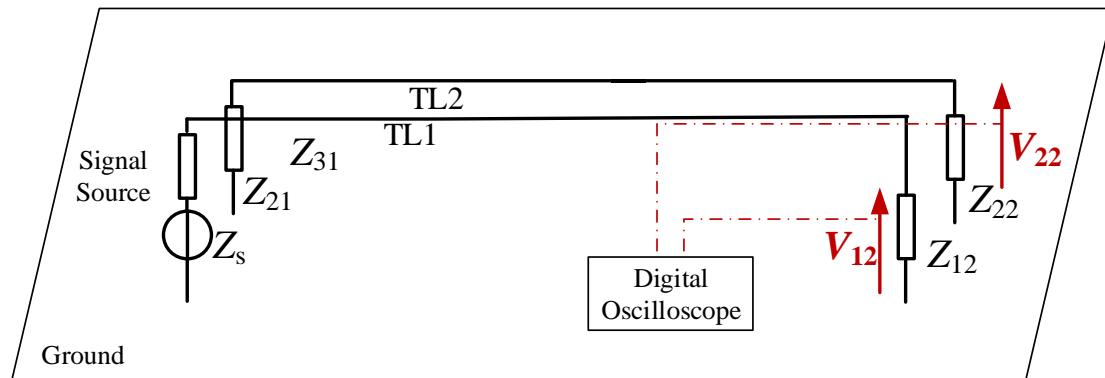 TL2
TL1
Signal
Source
Z31
Z21
Zs
V22
Z22
V12
Z12
Digital
Oscilloscope
Ground